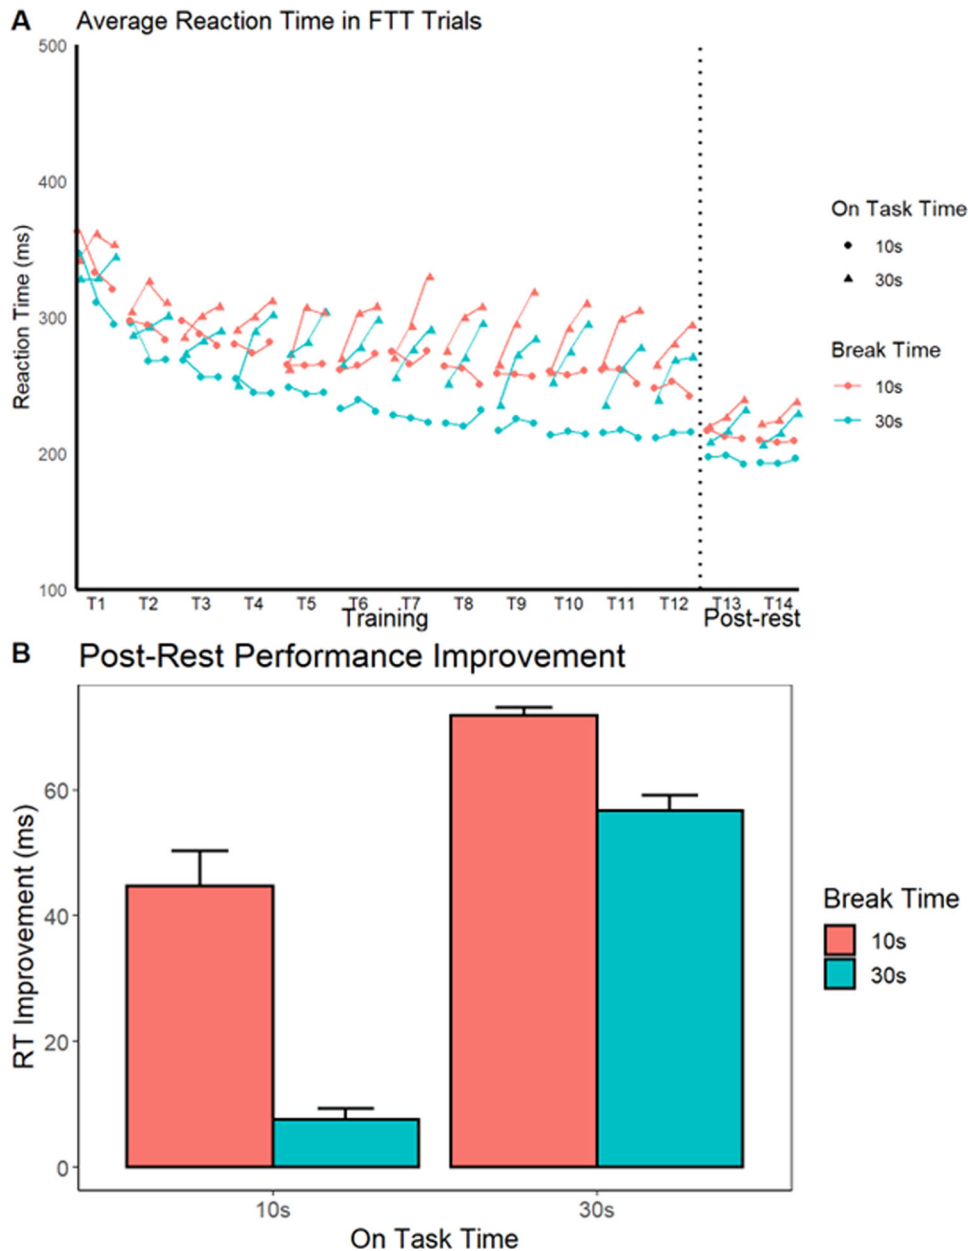 A Average Reaction Time in FTT Trials
500
400
300
200
100
Reaction Time (ms)
T1 T2 T3 T4 T5 T6 T7 T8 T9 T10 T11 T12 T13 T14
Training Post-rest
On Task Time
10s
30s
Break Time
10s
30s
B Post-Rest Performance Improvement
60
40
20
0
RT Improvement (ms)
10s 30s
On Task Time
Break Time
10s
30s